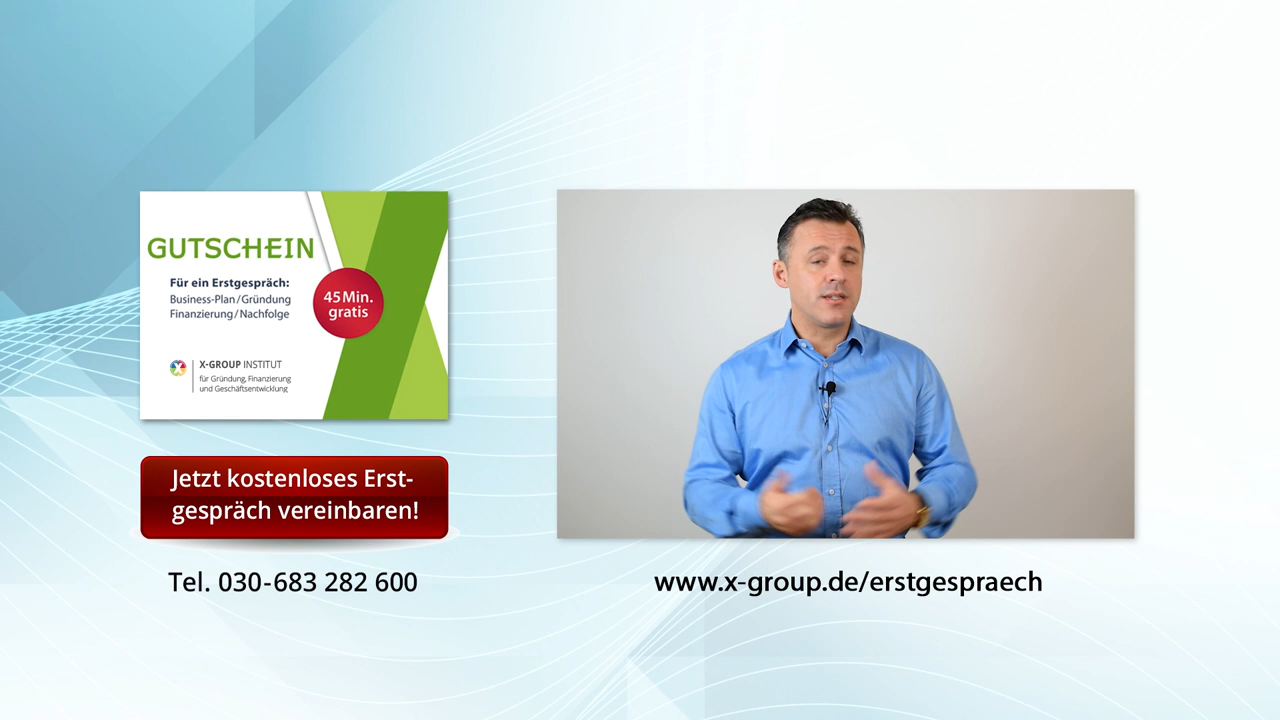 GUTSCHEIN
Für ein Erstgespräch:
Business-Plan/Gründung
Finanzierung/Nachfolge
45 Min.
gratis
X-GROUP INSTITUT
für Gründung, Finanzierung
und Geschäftsentwicklung
Jetzt kostenloses Erst-
gespräch vereinbaren!
Tel. 030-683 282 600
www.x-group.de/erstgespraech